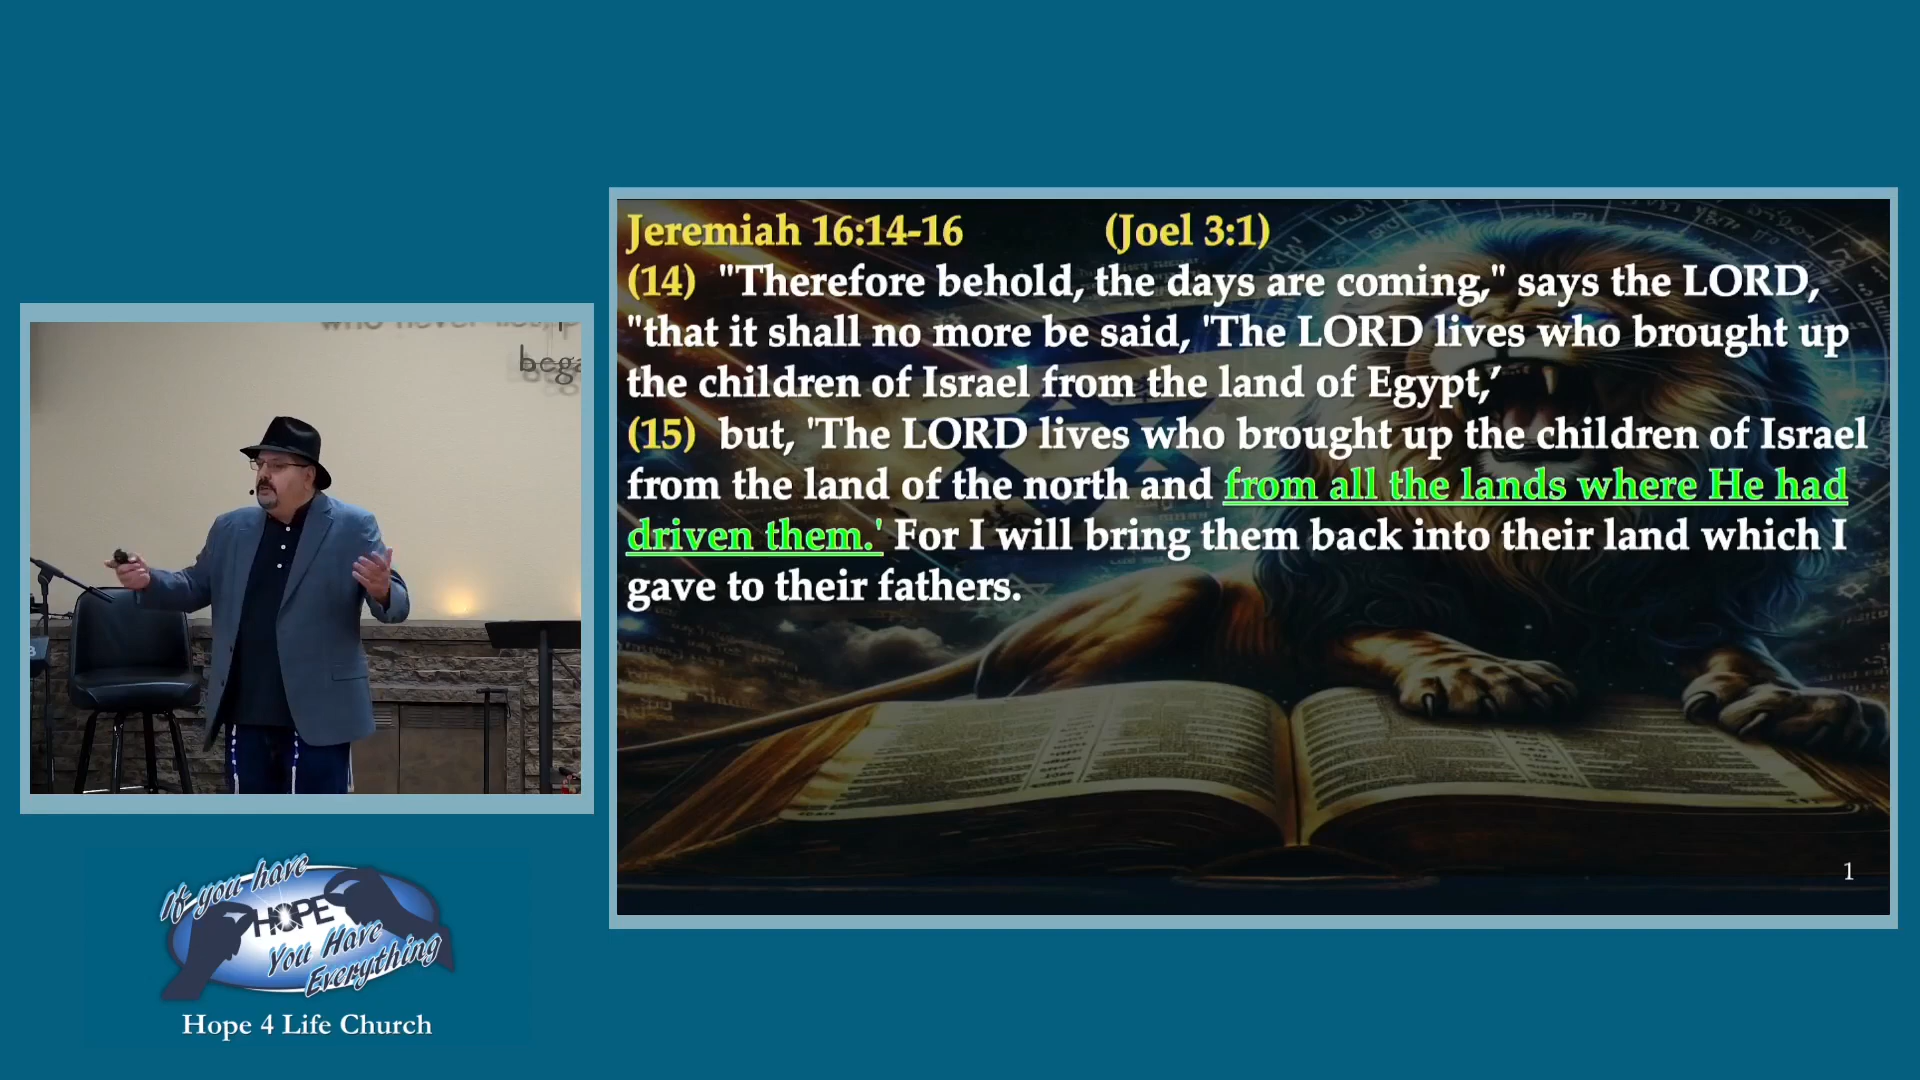 Jeremiah 16:14-16 (Joel 3:1)
(14) "Therefore behold, the days are coming," says the LORD,
"that it shall no more be said, 'The LORD lives who brought up
the children of Israel from the land of Egypt,’
(15) but, 'The LORD lives who brought up the children of Israel
from the land of the north and from all the lands where He had
driven them.' For I will bring them back into their land which I
gave to their fathers.
1
who never lies,
If you have
HOPE
You Have
Everything
Hope 4 Life Church